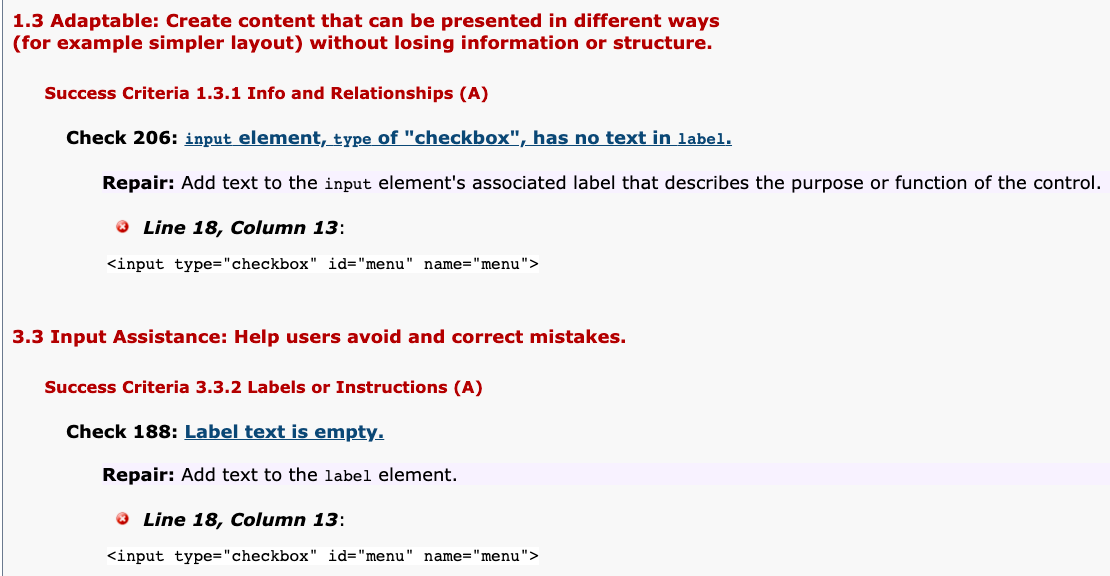 1.3 Adaptable: Create content that can be presented in different ways
(for example simpler layout) without losing information or structure.
Success Criteria 1.3.1 Info and Relationships (A)
Check 206: input element, type of "checkbox", has no text in label.
Repair: Add text to the input element's associated label that describes the purpose or function of the control.
Line 18, Column 13:
<input type="checkbox" id="menu" name="menu">
3.3 Input Assistance: Help users avoid and correct mistakes.
Success Criteria 3.3.2 Labels or Instructions (A)
Check 188: Label text is empty.
Repair: Add text to the label element.
Line 18, Column 13:
<input type="checkbox" id="menu" name="menu">